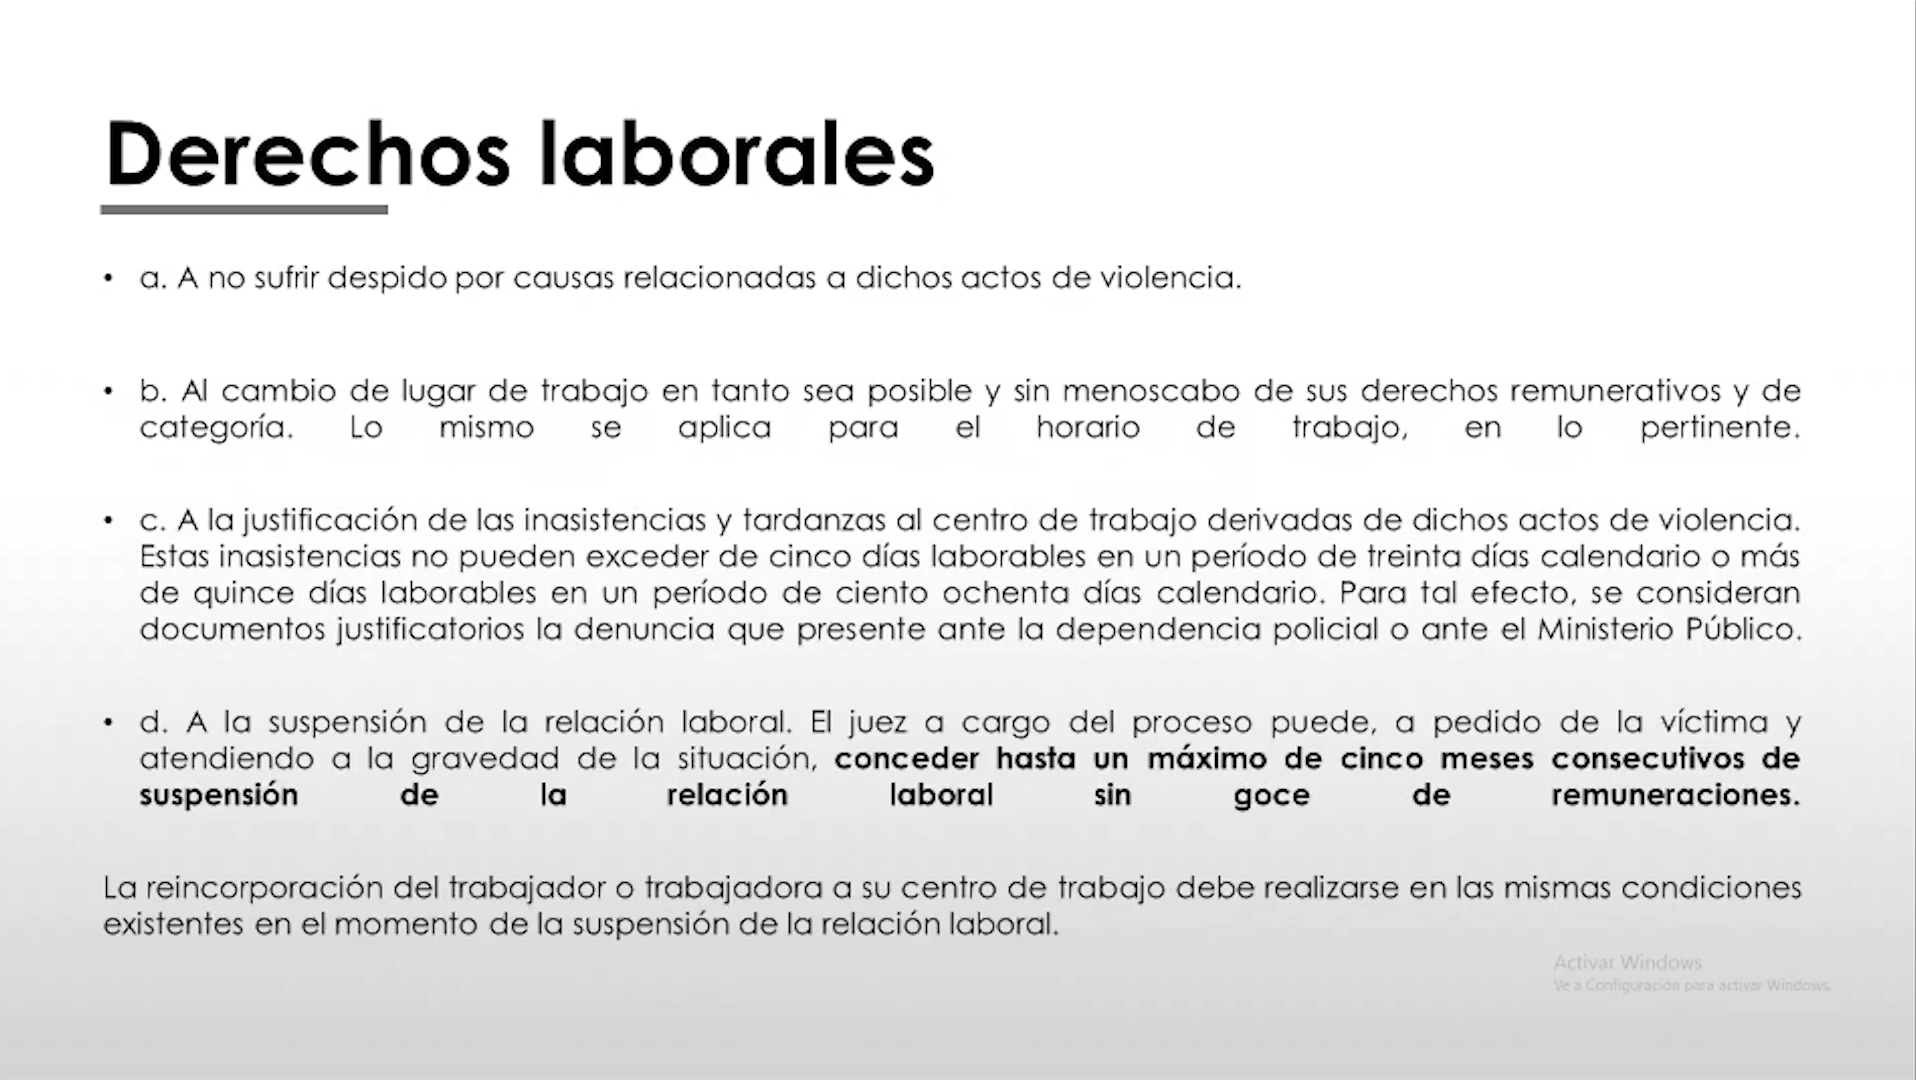 Derechos laborales
• a. A no sufrir despido por causas relacionadas a dichos actos de violencia.
• b. Al cambio de lugar de trabajo en tanto sea posible y sin menoscabo de sus derechos remunerativos y de
categoría. Lo mismo se aplica para el horario de trabajo, en lo pertinente.
• c. A la justificación de las inasistencias y tardanzas al centro de trabajo derivadas de dichos actos de violencia.
Estas inasistencias no pueden exceder de cinco días laborables en un período de treinta días calendario o más
de quince días laborables en un período de ciento ochenta días calendario. Para tal efecto, se consideran
documentos justificatorios la denuncia que presente ante la dependencia policial o ante el Ministerio Público.
• d. A la suspensión de la relación laboral. El juez a cargo del proceso puede, a pedido de la víctima y
atendiendo a la gravedad de la situación, conceder hasta un máximo de cinco meses consecutivos de
suspensión de la relación laboral sin goce de remuneraciones.
La reincorporación del trabajador o trabajadora a su centro de trabajo debe realizarse en las mismas condiciones
existentes en el momento de la suspensión de la relación laboral.
Activar Windows
Ve a Configuración para activar Windows.